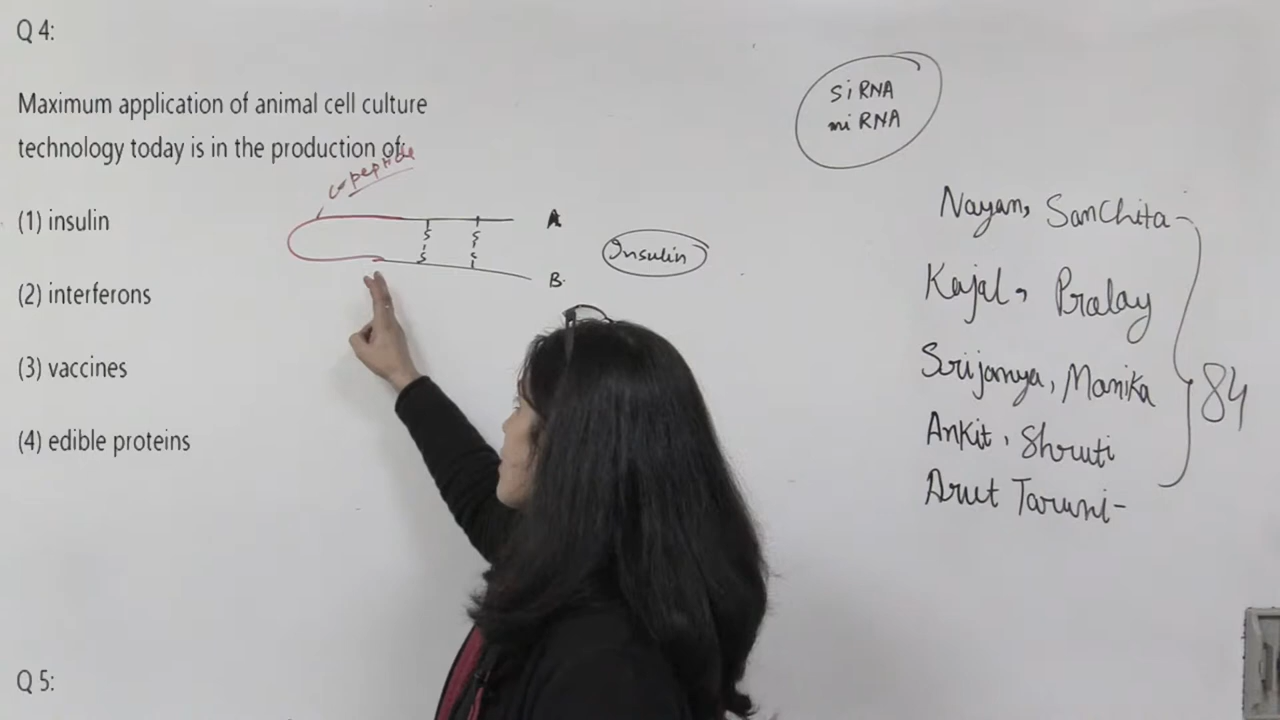 Q 4:
Maximum application of animal cell culture
technology today is in the production of:
(1) insulin
(2) interferons
(3) vaccines
(4) edible proteins
Q 5:
C-peptide
A
B
Insulin
siRNA
miRNA
Nayan, Sanchita
Kajal, Pralay
Srijanya, Manika
Ankit, Shruti
Arut Taruni
84
S
S
S
S